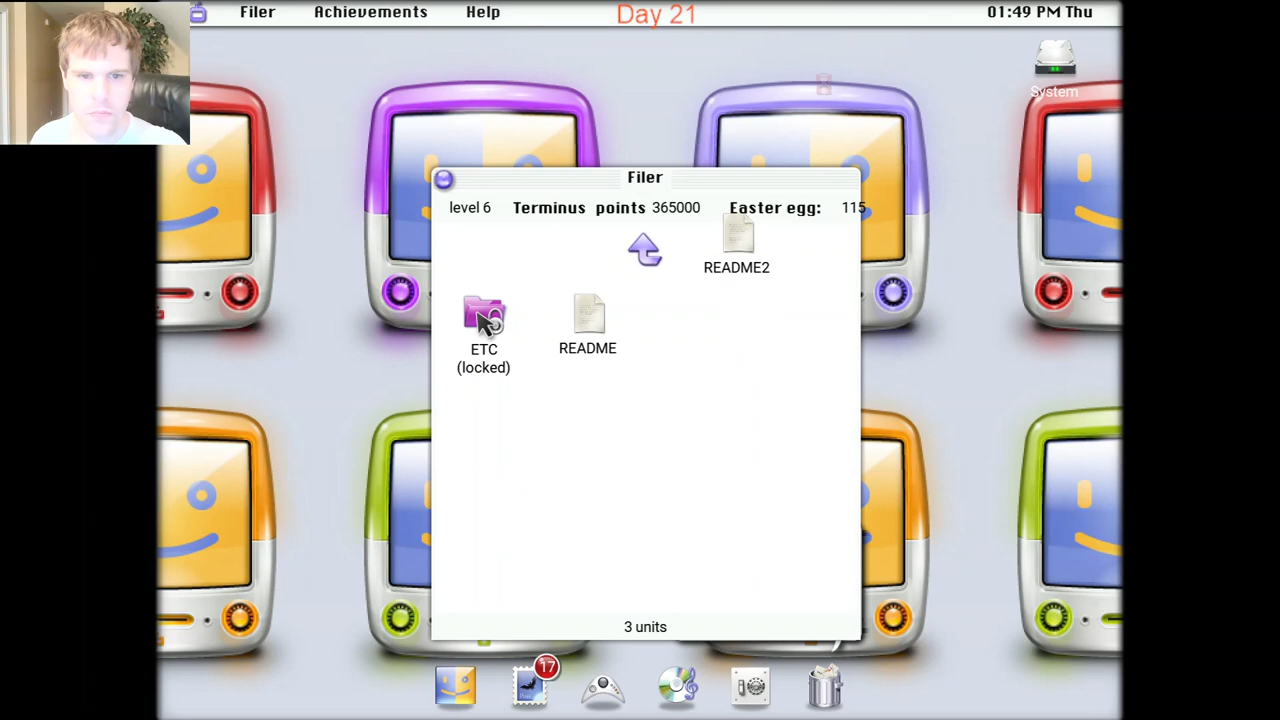 Filer Achievements Help Day 21 01:49 PM Thu
System
Filer
level 6 Terminus points 365000 Easter egg: 115
README2
ETC
(locked)
README
3 units
17